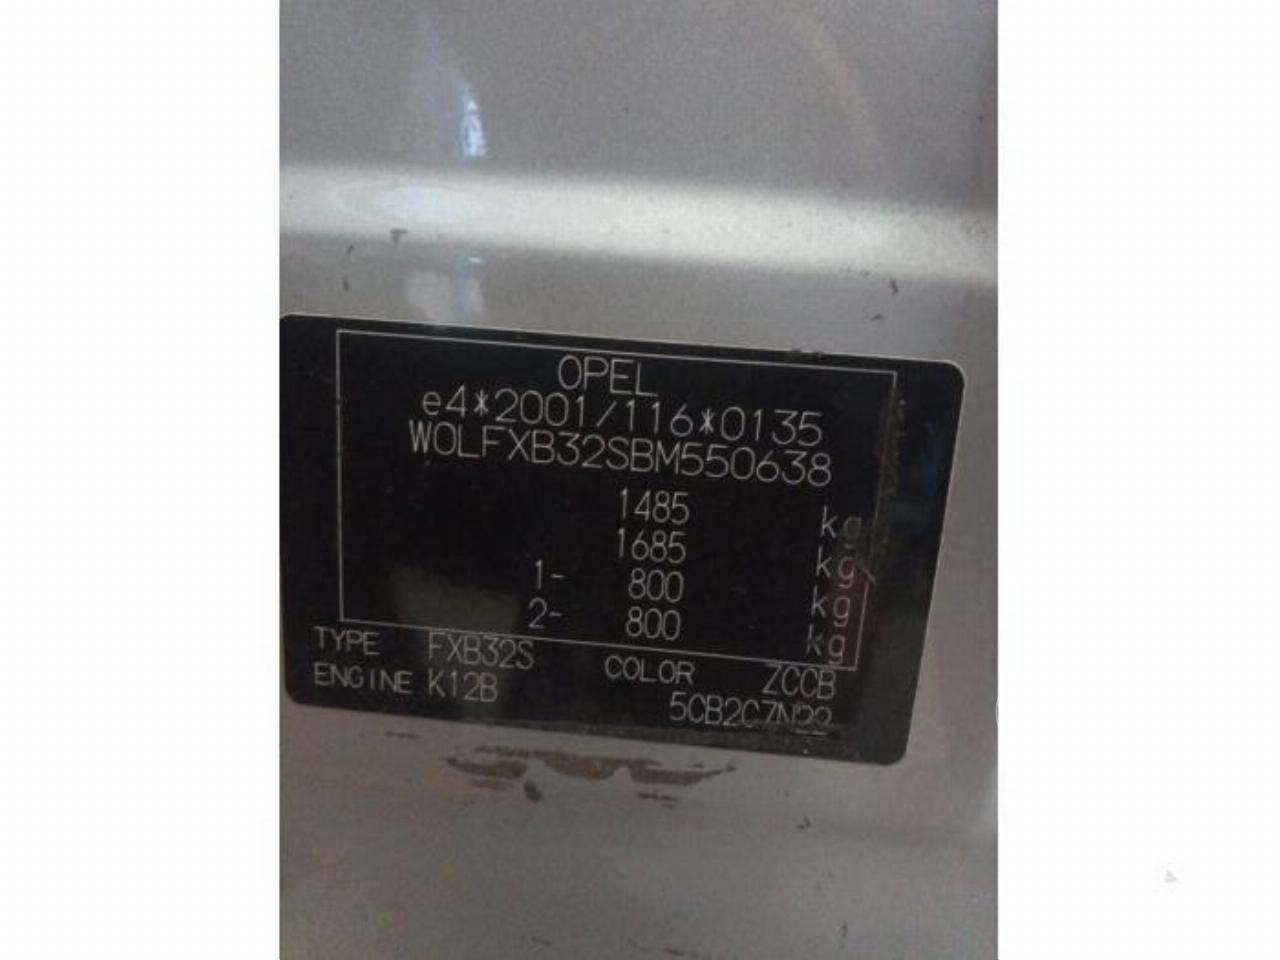 OPEL
e4*2001/116*0135
W0LFXB32SBM550638
1485 kg
1685 kg
1- 800 kg
2- 800 kg
TYPE FXB32S COLOR ZCCB
ENGINE K12B 5CB2C7N22